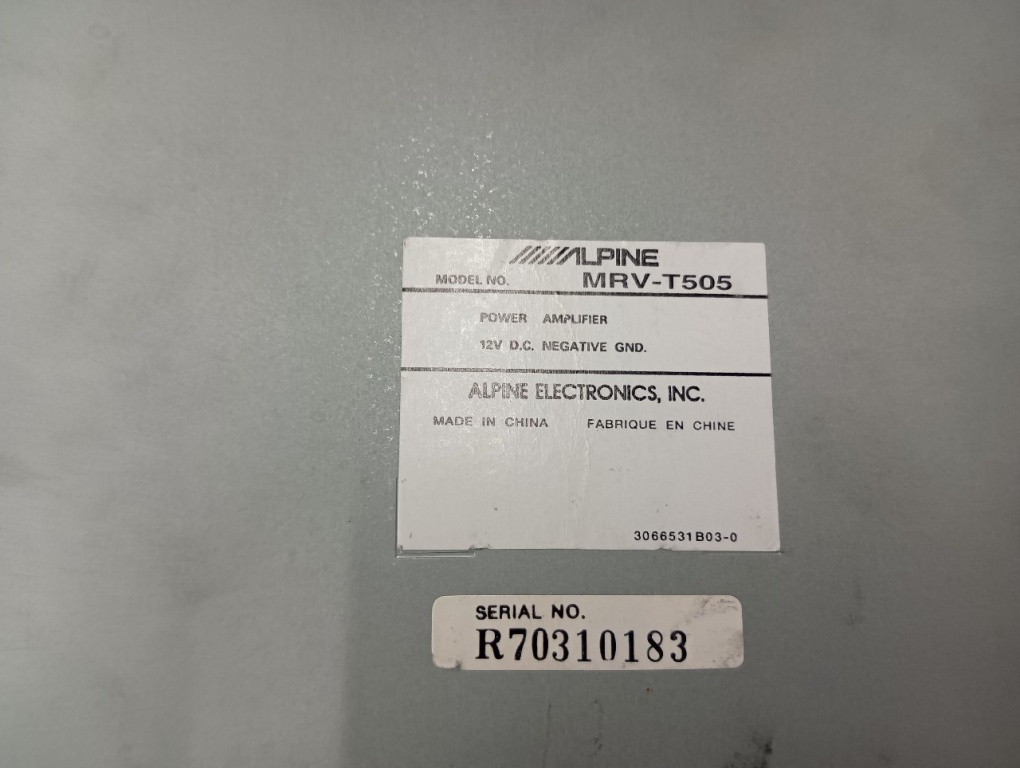 ALPINE
MODEL NO. MRV-T505
POWER AMPLIFIER
12V D.C. NEGATIVE GND.
ALPINE ELECTRONICS, INC.
MADE IN CHINA FABRIQUE EN CHINE
3066531B03-0
SERIAL NO.
R70310183